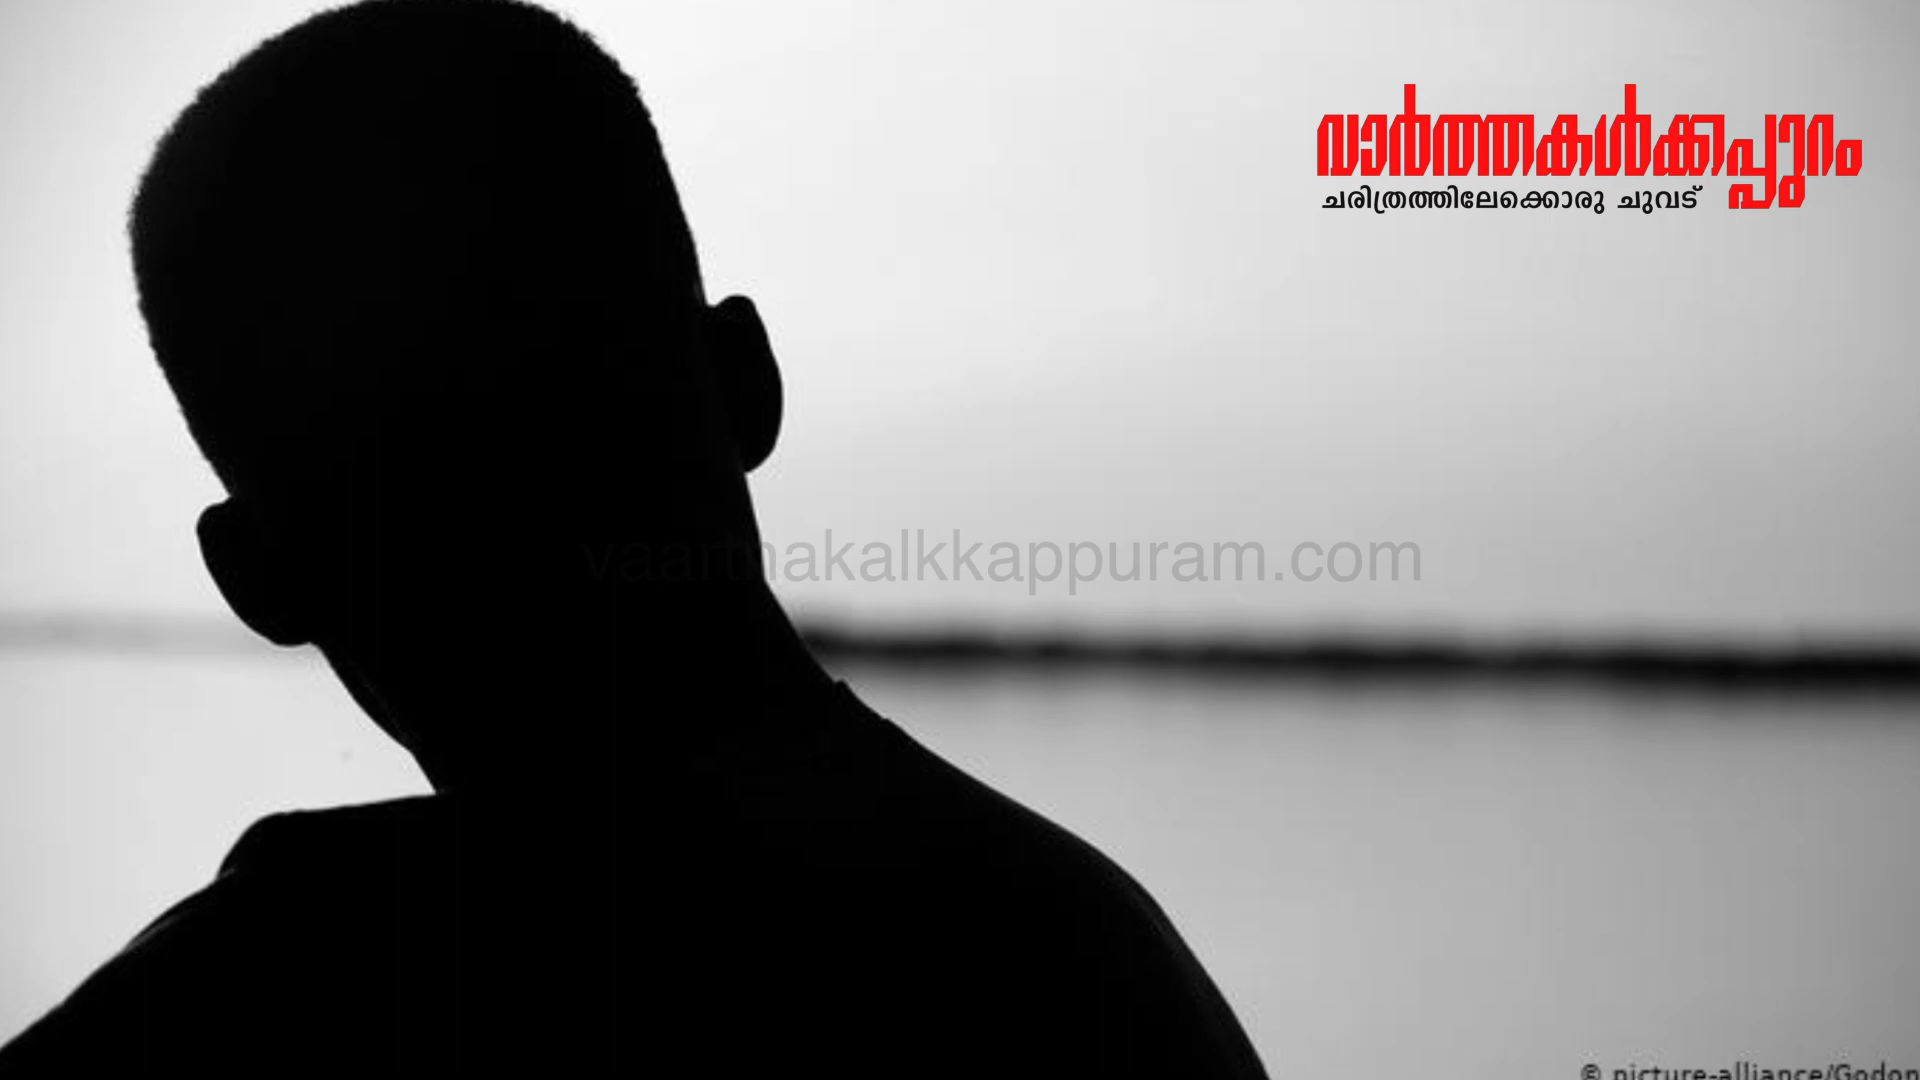 വാർത്തകൾക്കപ്പുറം
ചരിത്രത്തിലേക്കൊരു ചുവട്
vaarthakalkkappuram.com
© picture-alliance/Godon